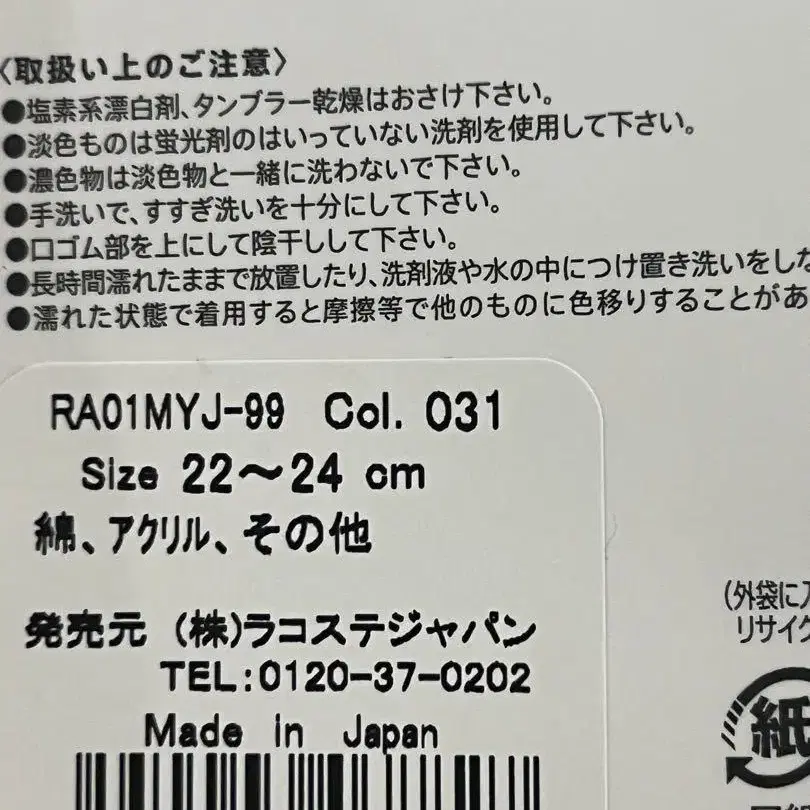 〈取扱い上のご注意〉
●塩素系漂白剤、タンブラー乾燥はおさけ下さい。
●淡色ものは蛍光剤のはいっていない洗剤を使用して下さい。
●濃色物は淡色物と一緒に洗わないで下さい。
●手洗いで、すすぎ洗いを十分にして下さい。
●口ゴム部を上にして陰干しして下さい。
●長時間濡れたままで放置したり、洗剤液や水の中につけ置き洗いをしな
●濡れた状態で着用すると摩擦等で他のものに色移りすることがあ
RA01MYJ-99 Col. 031
Size 22～24 cm
綿、アクリル、その他
発売元 (株)ラコステジャパン
TEL:0120-37-0202
Made in Japan
(外袋に入
リサイク
紙